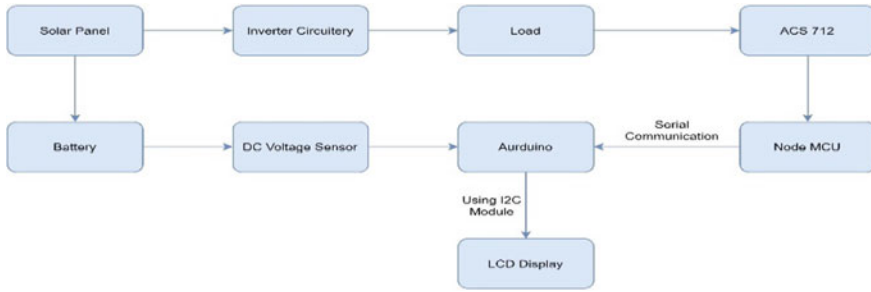 Solar Panel
Inverter Circuitery
Load
ACS 712
Serial
Communication
Battery
DC Voltage Sensor
Aurduino
Node MCU
Using I2C
Module
LCD Display